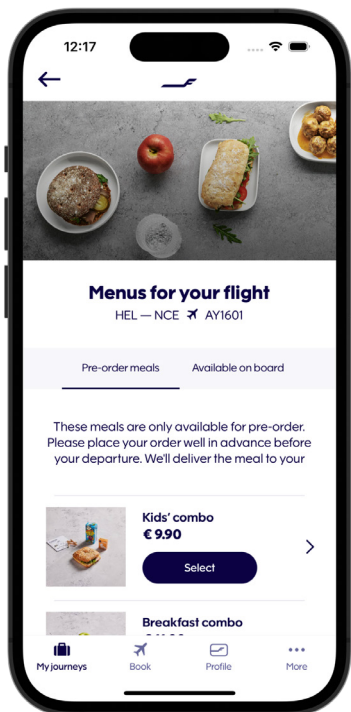 12:17
Menus for your flight
HEL — NCE AY1601
Pre-order meals
Available on board
These meals are only available for pre-order.
Please place your order well in advance before
your departure. We'll deliver the meal to your
Kids' combo
€ 9.90
Select
Breakfast combo
My journeys
Book
Profile
More